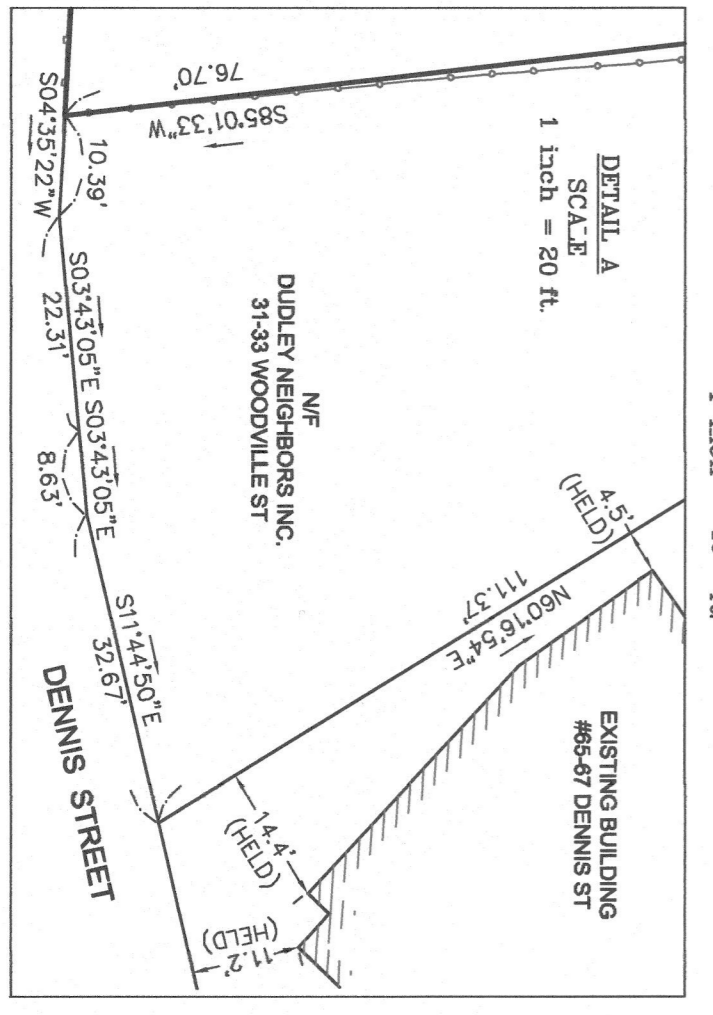 DETAIL A
SCALE
1 inch = 20 ft.
76.70'
S85°01'33"W
S04°35'22"W
10.39'
S03°43'05"E
22.31'
S03°43'05"E
8.63'
S11°44'50"E
32.67'
N/F
DUDLEY NEIGHBORS INC.
31-33 WOODVILLE ST
4.5'
(HELD)
111.37'
N60°16'54"E
EXISTING BUILDING
#65-67 DENNIS ST
14.4'
(HELD)
11.2'
(HELD)
DENNIS STREET